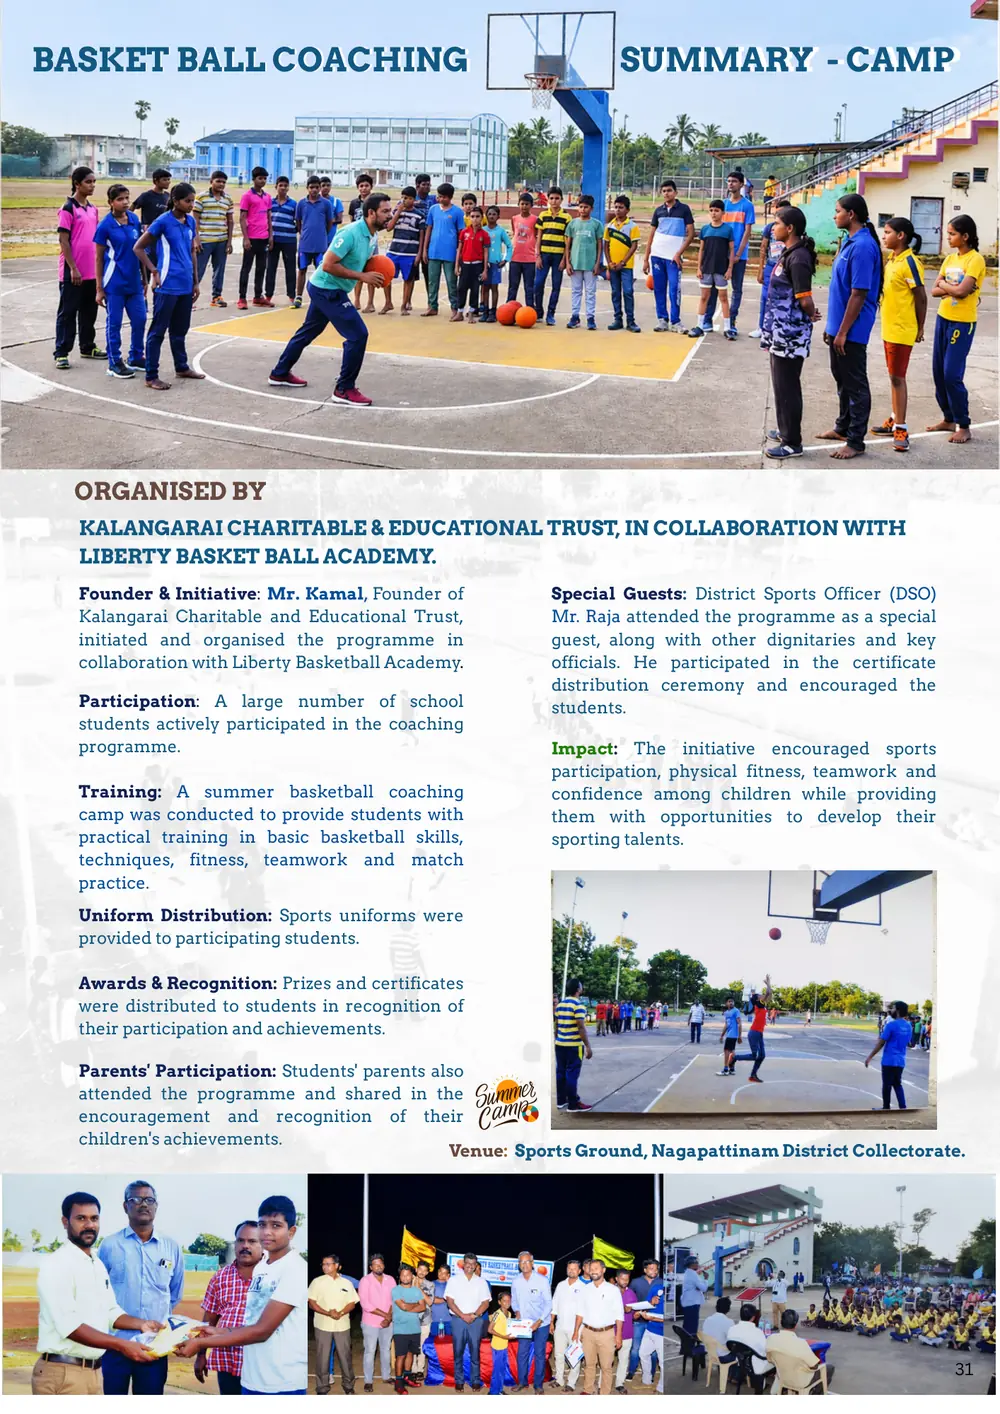 BASKET BALL COACHING SUMMARY - CAMP
ORGANISED BY
KALANGARAI CHARITABLE & EDUCATIONAL TRUST, IN COLLABORATION WITH
LIBERTY BASKET BALL ACADEMY.
Founder & Initiative: Mr. Kamal, Founder of
Kalangarai Charitable and Educational Trust,
initiated and organised the programme in
collaboration with Liberty Basketball Academy.
Participation: A large number of school
students actively participated in the coaching
programme.
Training: A summer basketball coaching
camp was conducted to provide students with
practical training in basic basketball skills,
techniques, fitness, teamwork and match
practice.
Uniform Distribution: Sports uniforms were
provided to participating students.
Awards & Recognition: Prizes and certificates
were distributed to students in recognition of
their participation and achievements.
Parents' Participation: Students' parents also
attended the programme and shared in the
encouragement and recognition of their
children's achievements.
Special Guests: District Sports Officer (DSO)
Mr. Raja attended the programme as a special
guest, along with other dignitaries and key
officials. He participated in the certificate
distribution ceremony and encouraged the
students.
Impact: The initiative encouraged sports
participation, physical fitness, teamwork and
confidence among children while providing
them with opportunities to develop their
sporting talents.
Summer
Camp
Venue: Sports Ground, Nagapattinam District Collectorate.
BASKETBALL
31